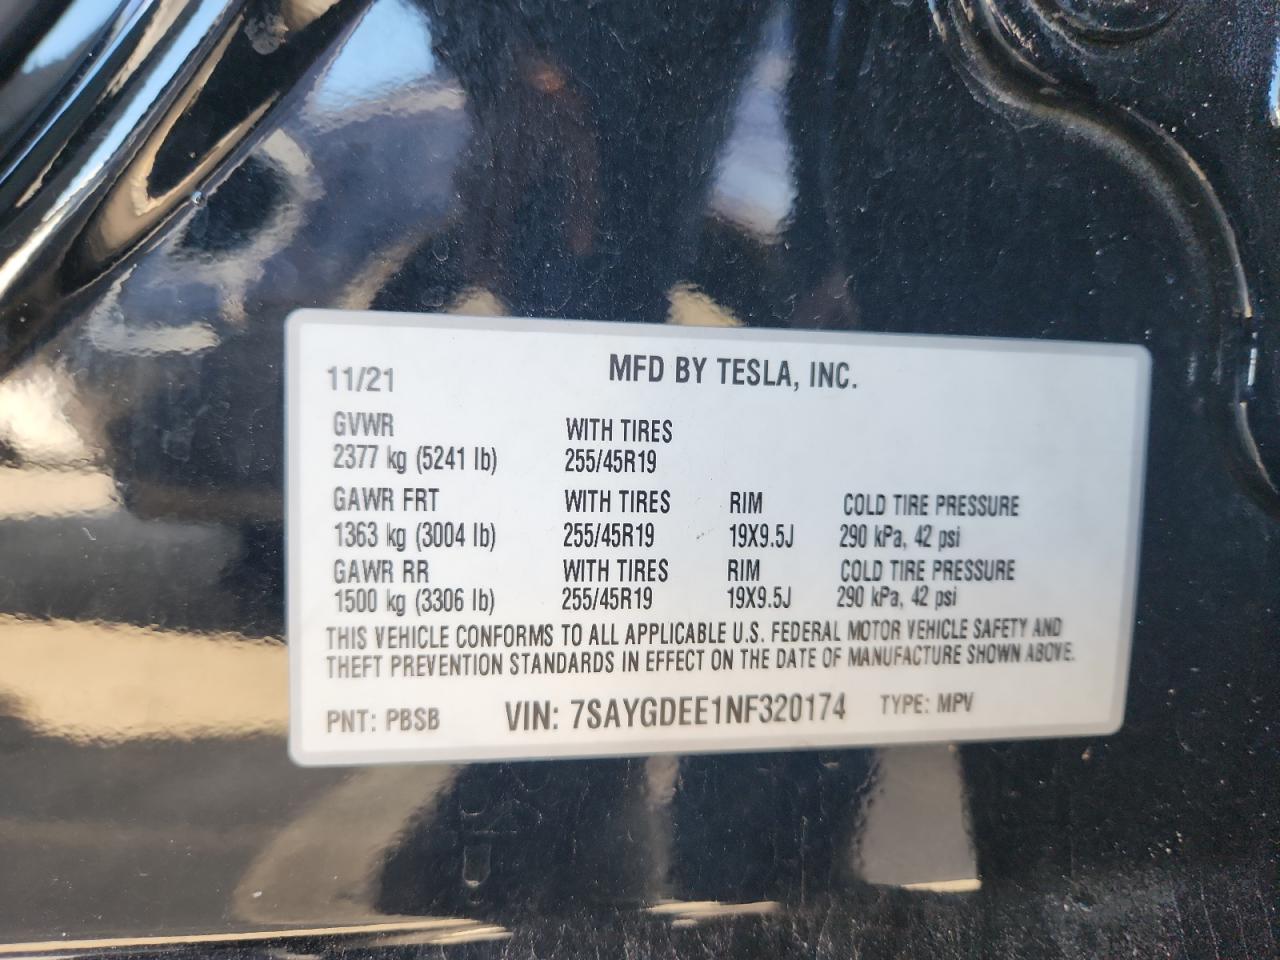 11/21 MFD BY TESLA, INC.
GVWR WITH TIRES
2377 kg (5241 lb) 255/45R19
GAWR FRT WITH TIRES RIM COLD TIRE PRESSURE
1363 kg (3004 lb) 255/45R19 19X9.5J 290 kPa, 42 psi
GAWR RR WITH TIRES RIM COLD TIRE PRESSURE
1500 kg (3306 lb) 255/45R19 19X9.5J 290 kPa, 42 psi
THIS VEHICLE CONFORMS TO ALL APPLICABLE U.S. FEDERAL MOTOR VEHICLE SAFETY AND
THEFT PREVENTION STANDARDS IN EFFECT ON THE DATE OF MANUFACTURE SHOWN ABOVE.
PNT: PBSB VIN: 7SAYGDEE1NF320174 TYPE: MPV